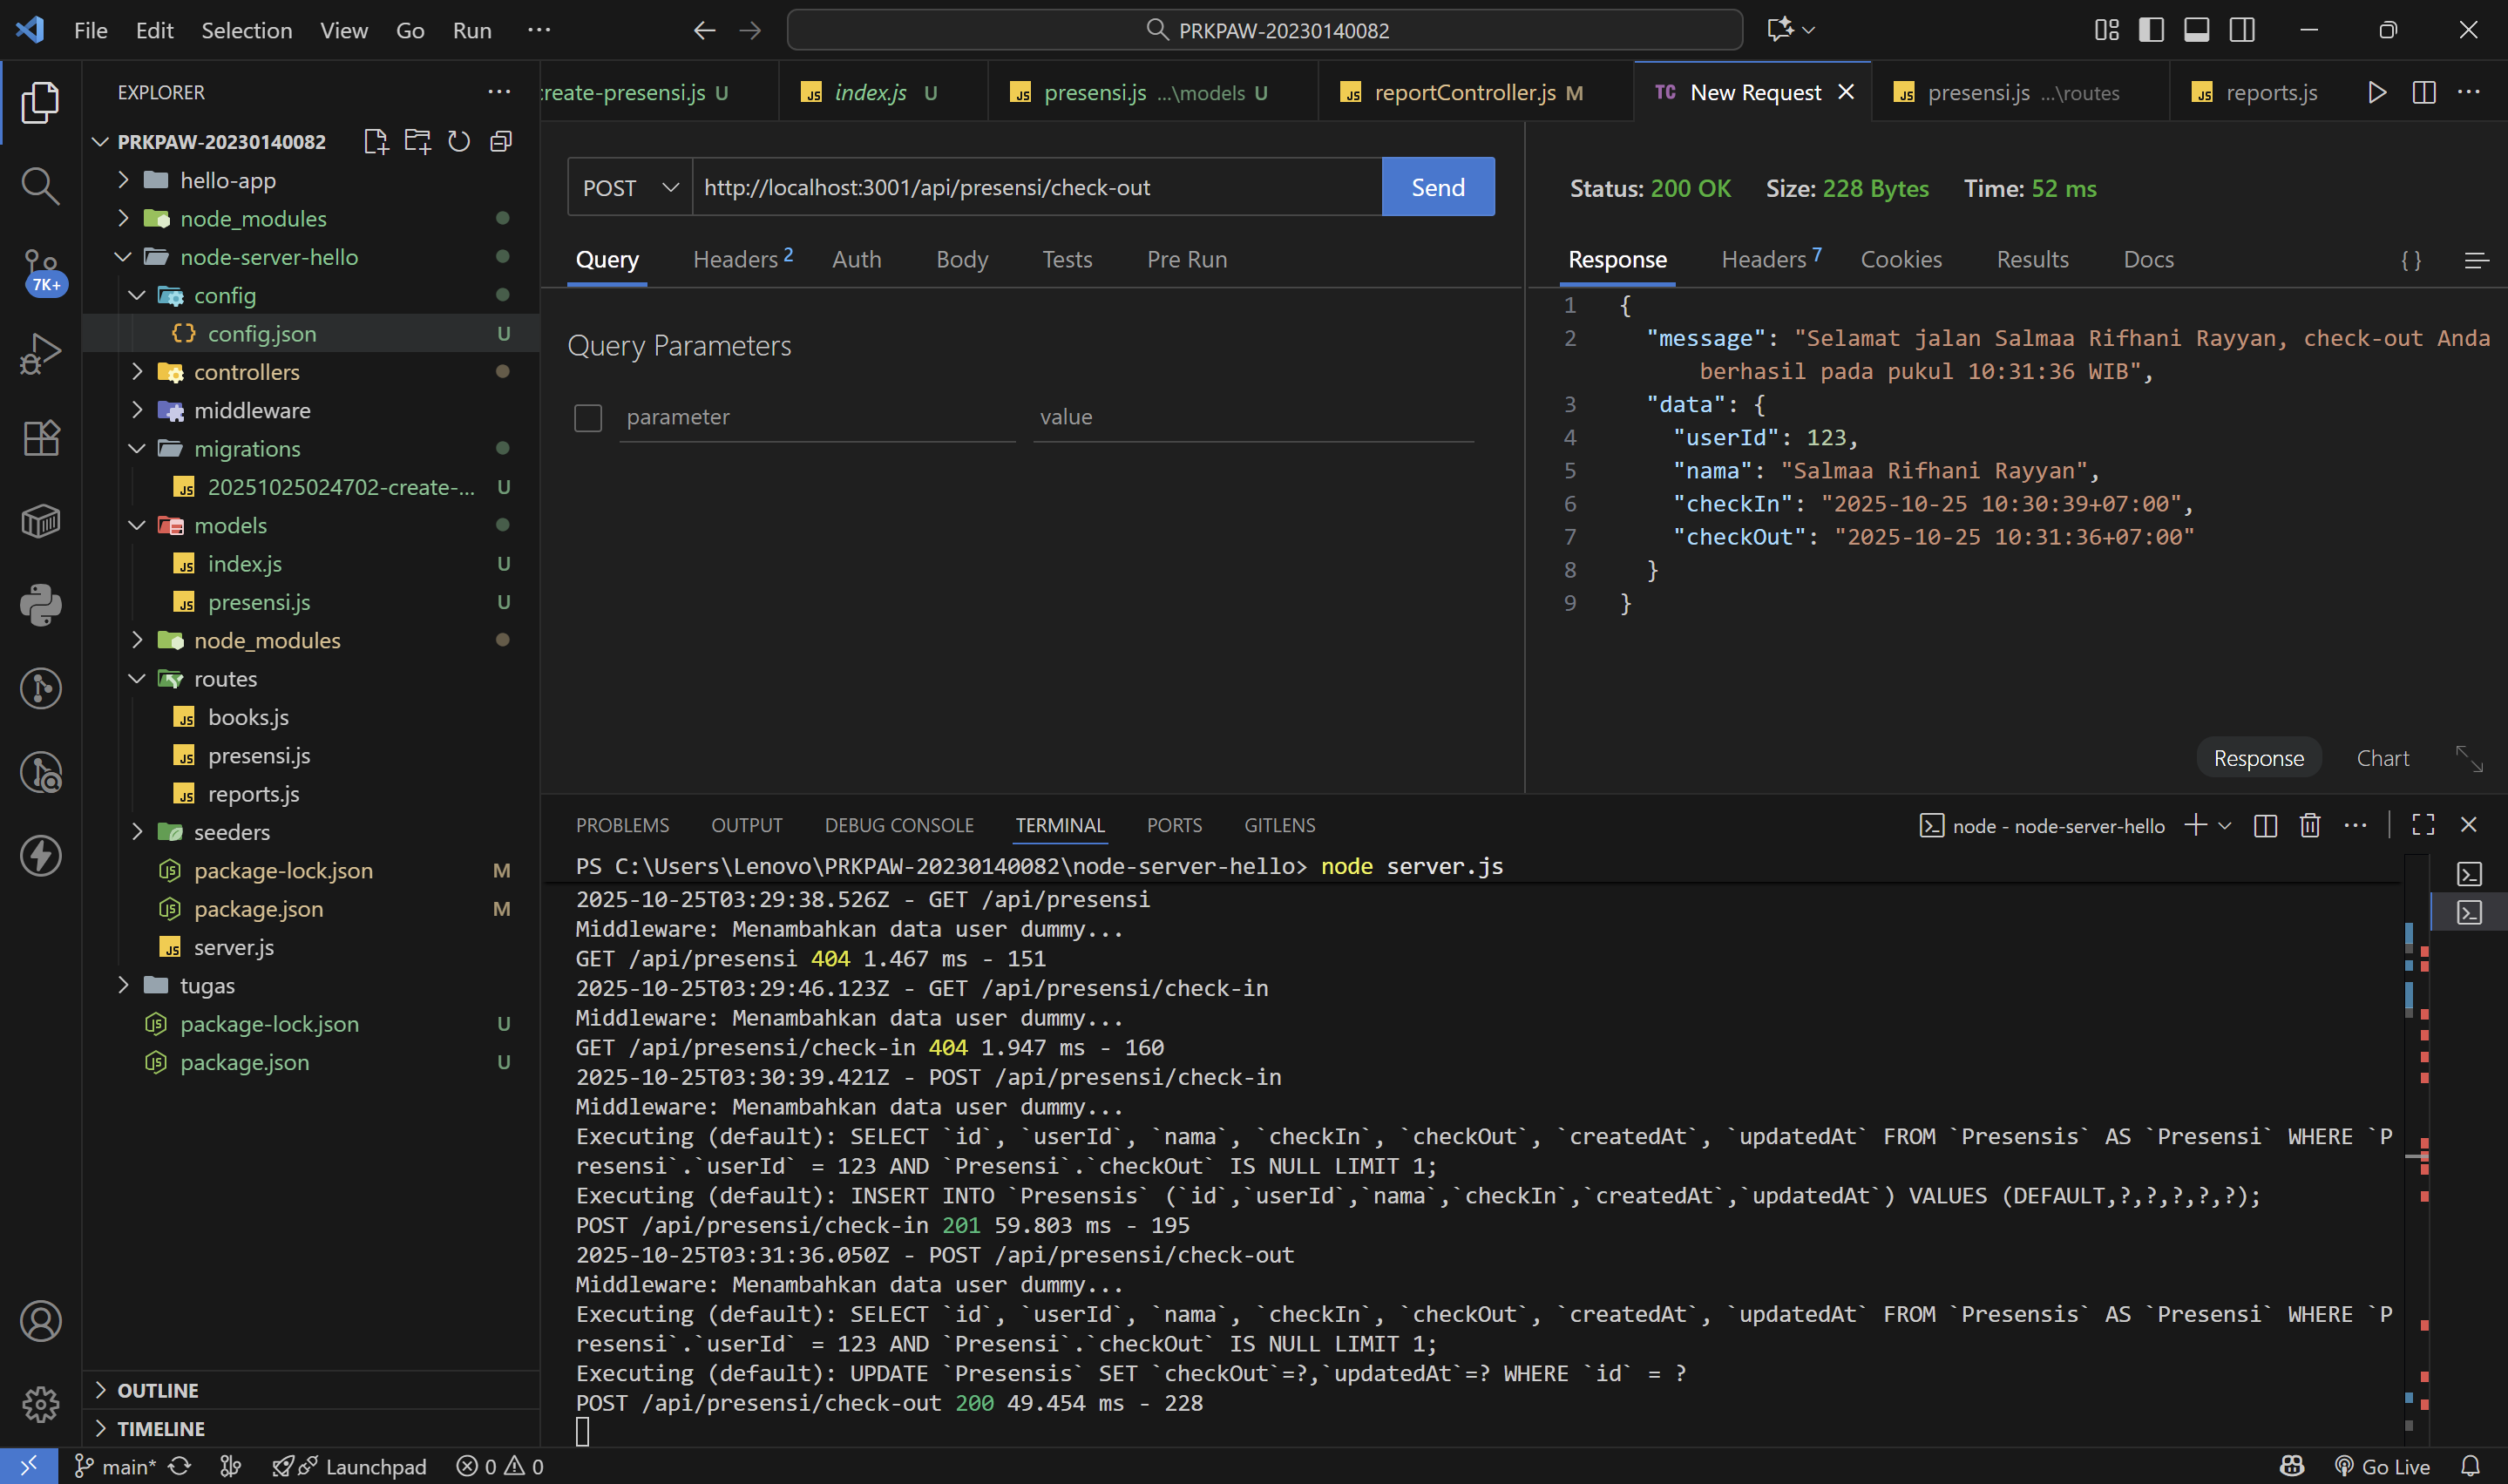 File Edit Selection View Go Run ...
PRKPAW-20230140082
EXPLORER
PRKPAW-20230140082
hello-app
node_modules
node-server-hello
config
config.json U
controllers
middleware
migrations
20251025024702-create-... U
models
index.js U
presensi.js U
node_modules
routes
books.js
presensi.js
reports.js
seeders
package-lock.json M
package.json M
server.js
tugas
package-lock.json U
package.json U
OUTLINE
TIMELINE
7K+
create-presensi.js U
index.js U
presensi.js ...\models U
reportController.js M
TC New Request
presensi.js ...\routes
reports.js
POST http://localhost:3001/api/presensi/check-out Send
Query Headers 2 Auth Body Tests Pre Run
Query Parameters
parameter value
Status: 200 OK Size: 228 Bytes Time: 52 ms
Response Headers 7 Cookies Results Docs { }
1 {
2 "message": "Selamat jalan Salmaa Rifhani Rayyan, check-out Anda
berhasil pada pukul 10:31:36 WIB",
3 "data": {
4 "userId": 123,
5 "nama": "Salmaa Rifhani Rayyan",
6 "checkIn": "2025-10-25 10:30:39+07:00",
7 "checkOut": "2025-10-25 10:31:36+07:00"
8 }
9 }
Response Chart
PROBLEMS OUTPUT DEBUG CONSOLE TERMINAL PORTS GITLENS
node - node-server-hello
PS C:\Users\Lenovo\PRKPAW-20230140082\node-server-hello> node server.js
2025-10-25T03:29:38.526Z - GET /api/presensi
Middleware: Menambahkan data user dummy...
GET /api/presensi 404 1.467 ms - 151
2025-10-25T03:29:46.123Z - GET /api/presensi/check-in
Middleware: Menambahkan data user dummy...
GET /api/presensi/check-in 404 1.947 ms - 160
2025-10-25T03:30:39.421Z - POST /api/presensi/check-in
Middleware: Menambahkan data user dummy...
Executing (default): SELECT `id`, `userId`, `nama`, `checkIn`, `checkOut`, `createdAt`, `updatedAt` FROM `Presensis` AS `Presensi` WHERE `P
resensi`.`userId` = 123 AND `Presensi`.`checkOut` IS NULL LIMIT 1;
Executing (default): INSERT INTO `Presensis` (`id`,`userId`,`nama`,`checkIn`,`createdAt`,`updatedAt`) VALUES (DEFAULT,?,?,?,?,?);
POST /api/presensi/check-in 201 59.803 ms - 195
2025-10-25T03:31:36.050Z - POST /api/presensi/check-out
Middleware: Menambahkan data user dummy...
Executing (default): SELECT `id`, `userId`, `nama`, `checkIn`, `checkOut`, `createdAt`, `updatedAt` FROM `Presensis` AS `Presensi` WHERE `P
resensi`.`userId` = 123 AND `Presensi`.`checkOut` IS NULL LIMIT 1;
Executing (default): UPDATE `Presensis` SET `checkOut`=?,`updatedAt`=? WHERE `id` = ?
POST /api/presensi/check-out 200 49.454 ms - 228
main* Launchpad 0 0 Go Live